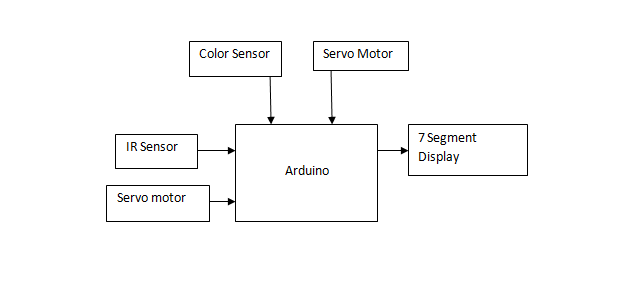 Color Sensor
Servo Motor
IR Sensor
Servo motor
Arduino
7 Segment
Display